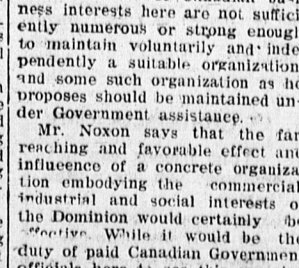 ness interests here are not suffici
ently numerous or strong enough
to maintain voluntarily and inde
pendently a suitable organization
and some such organization as he
proposes should be maintained un-
der Government assistance.
Mr. Noxon says that the far
reaching and favorable effect and
influeence of a concrete organiza
tion embodying the commercial
industrial and social interests o
the Dominion would certainly be
effective. While it would be the
duty of paid Canadian Government